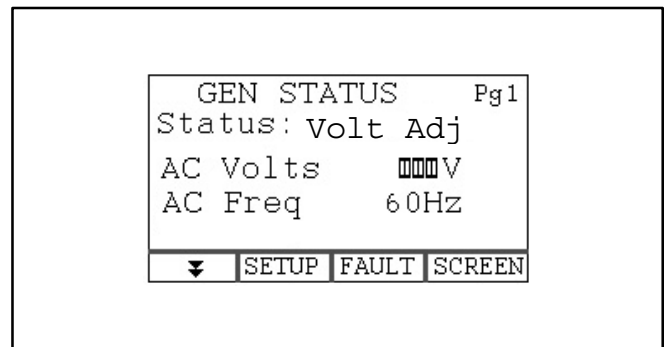 GEN STATUS Pg1
Status: Volt Adj
AC Volts V
AC Freq 60Hz
SETUP FAULT SCREEN